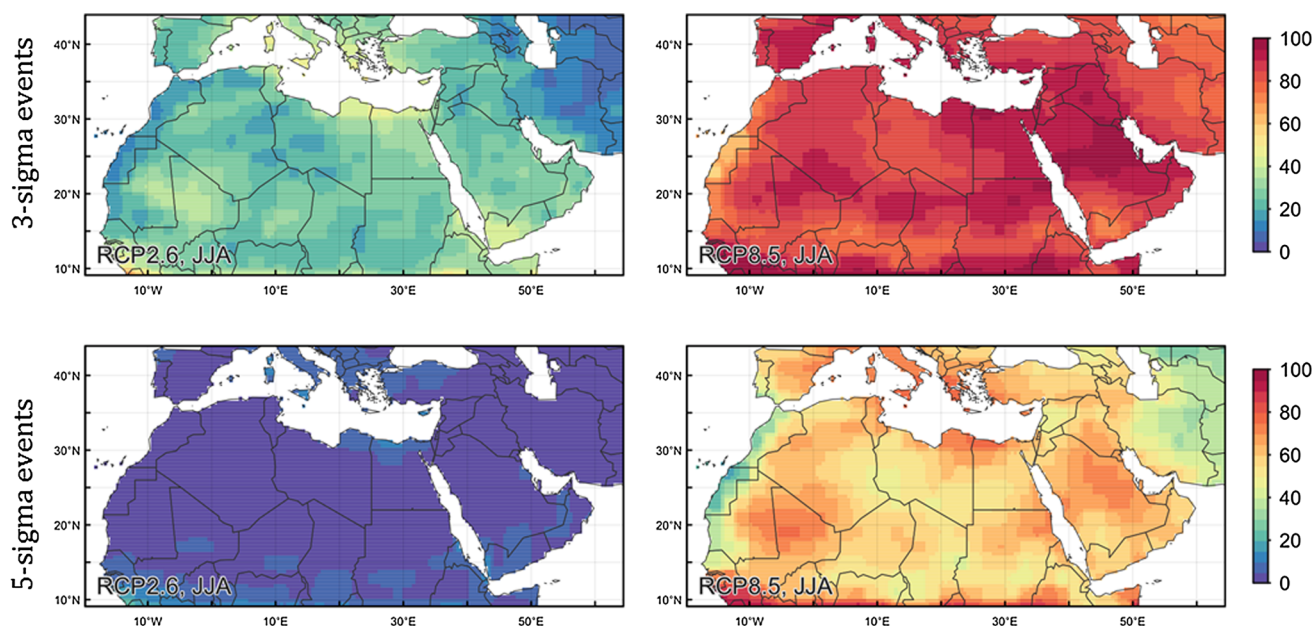 3-sigma events
40°N
30°N
20°N
10°N
RCP2.6, JJA
10°W 10°E 30°E 50°E
RCP8.5, JJA
10°W 10°E 30°E 50°E
40°N
30°N
20°N
10°N
100
80
60
40
20
0
5-sigma events
40°N
30°N
20°N
10°N
RCP2.6, JJA
10°W 10°E 30°E 50°E
40°N
30°N
20°N
10°N
RCP8.5, JJA
10°W 10°E 30°E 50°E
100
80
60
40
20
0